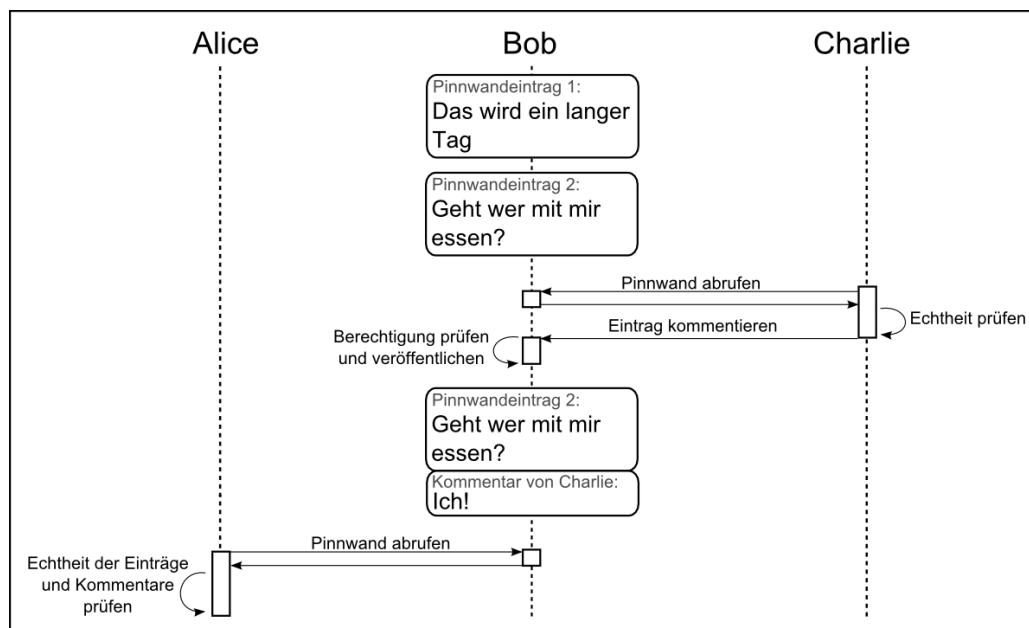 Alice
Bob
Charlie
Pinnwandeintrag 1:
Das wird ein langer
Tag
Pinnwandeintrag 2:
Geht wer mit mir
essen?
Pinnwand abrufen
Echtheit prüfen
Eintrag kommentieren
Berechtigung prüfen
und veröffentlichen
Pinnwandeintrag 2:
Geht wer mit mir
essen?
Kommentar von Charlie:
Ich!
Pinnwand abrufen
Echtheit der Einträge
und Kommentare
prüfen